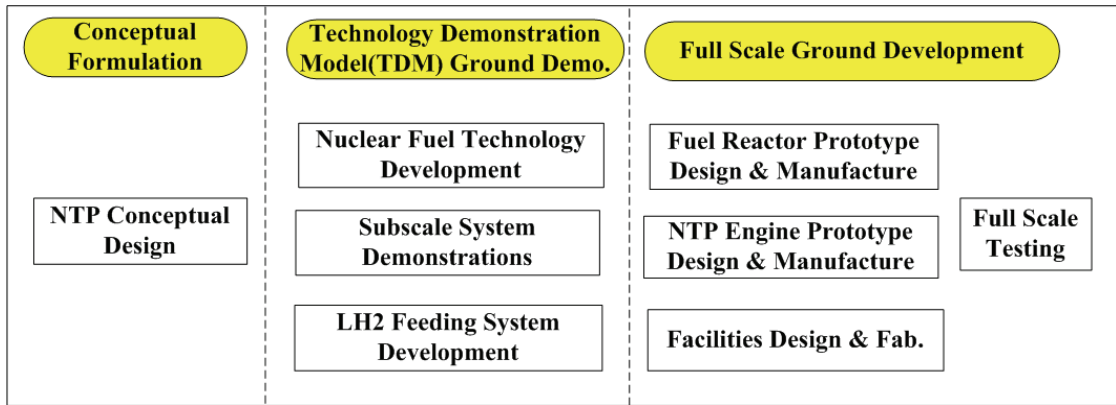 Conceptual
Formulation
Technology Demonstration
Model(TDM) Ground Demo.
Full Scale Ground Development
NTP Conceptual
Design
Nuclear Fuel Technology
Development
Subscale System
Demonstrations
LH2 Feeding System
Development
Fuel Reactor Prototype
Design & Manufacture
NTP Engine Prototype
Design & Manufacture
Facilities Design & Fab.
Full Scale
Testing